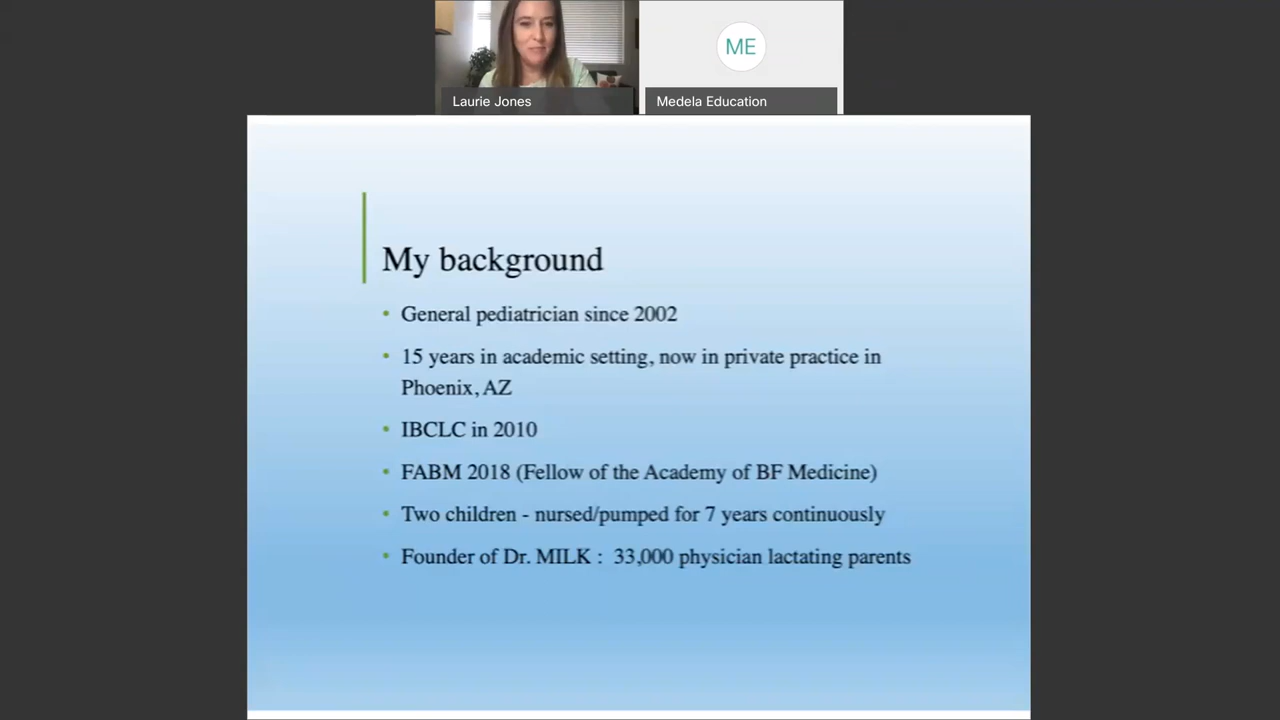 ME
Laurie Jones
Medela Education
My background
• General pediatrician since 2002
• 15 years in academic setting, now in private practice in
Phoenix, AZ
• IBCLC in 2010
• FABM 2018 (Fellow of the Academy of BF Medicine)
• Two children - nursed/pumped for 7 years continuously
• Founder of Dr. MILK : 33,000 physician lactating parents